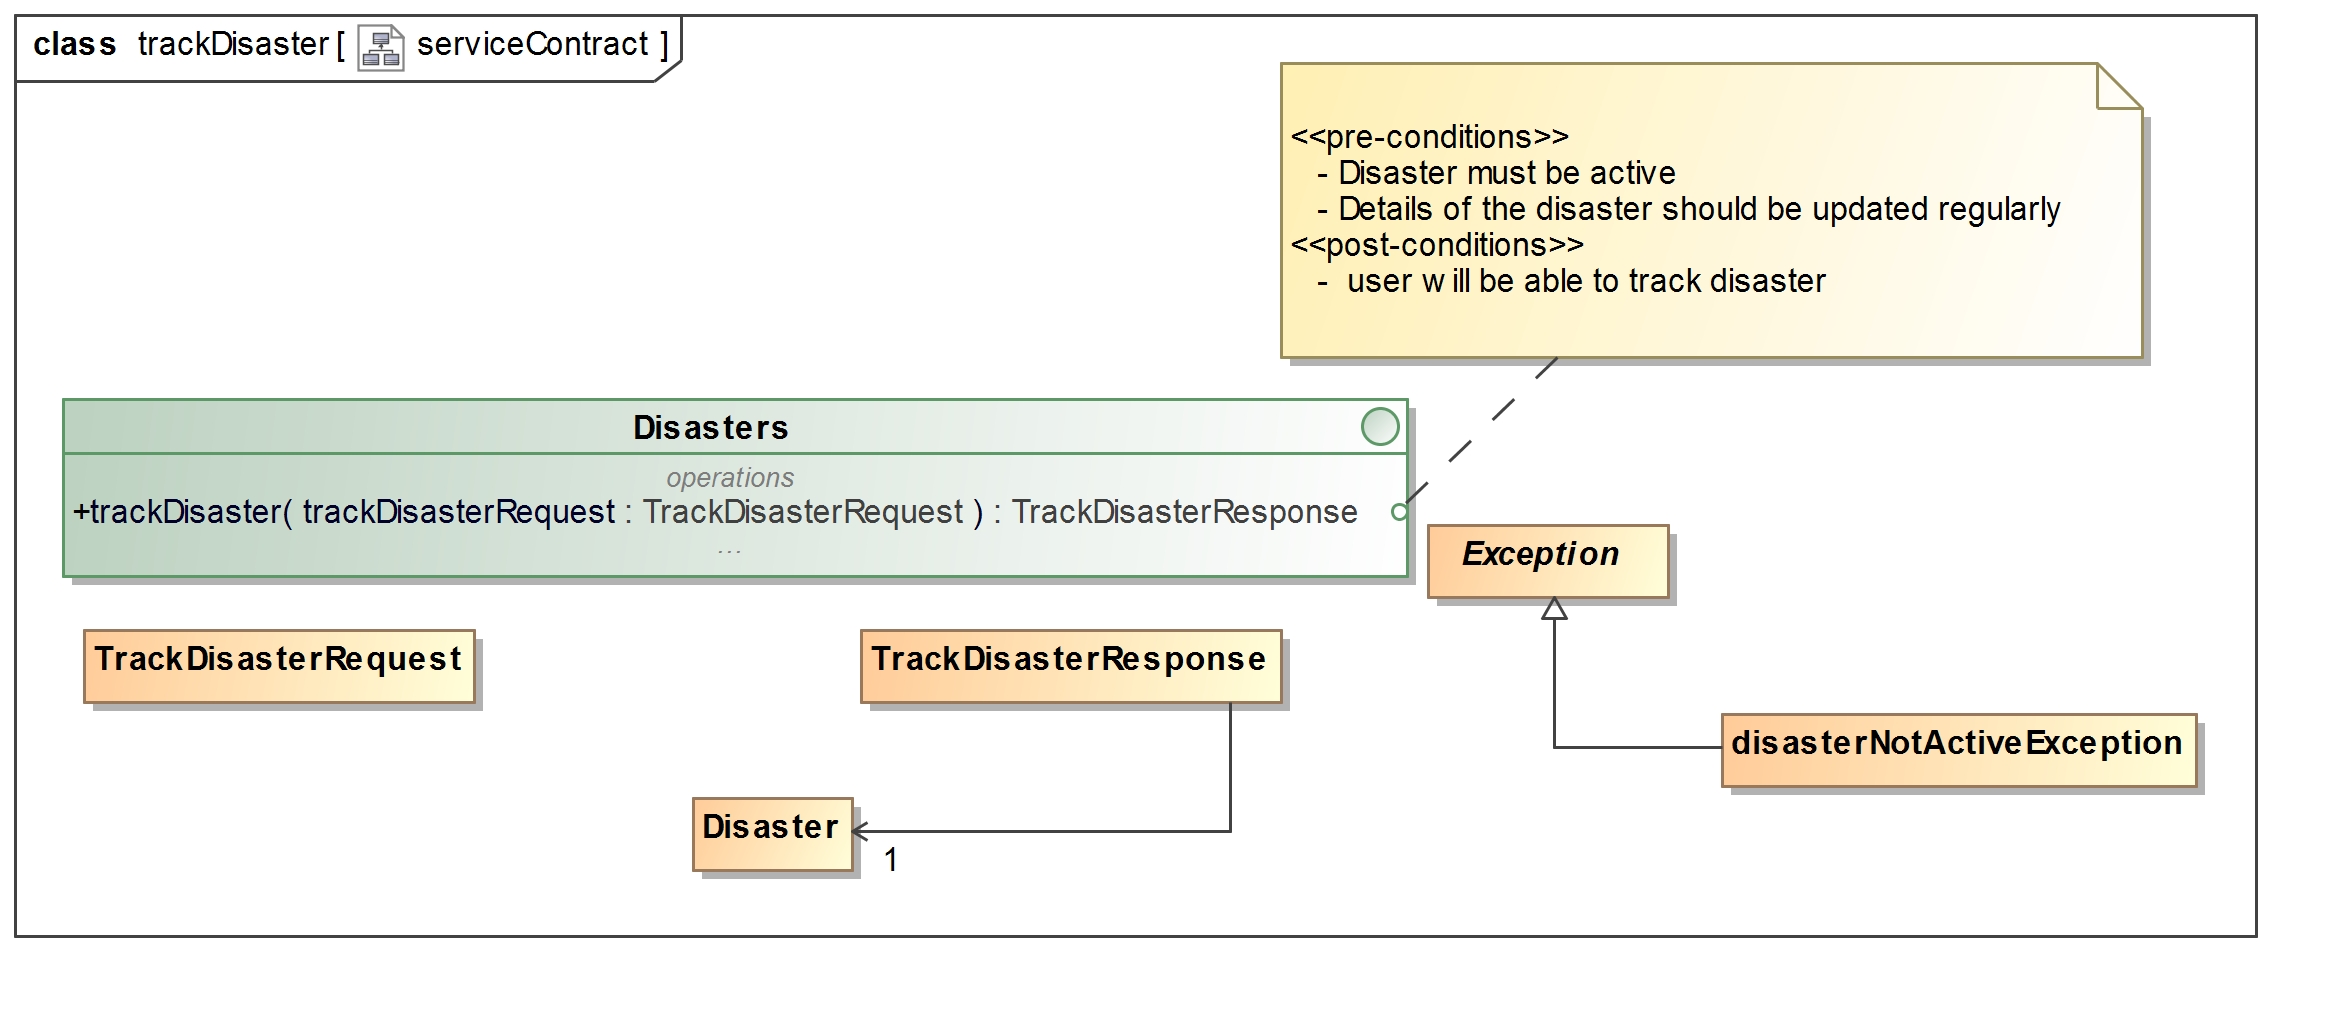 class trackDisaster [ serviceContract ]
<<pre-conditions>>
- Disaster must be active
- Details of the disaster should be updated regularly
<<post-conditions>>
- user will be able to track disaster
Disasters
operations
+trackDisaster( trackDisasterRequest : TrackDisasterRequest ) : TrackDisasterResponse
...
Exception
TrackDisasterRequest
TrackDisasterResponse
disasterNotActiveException
Disaster
1